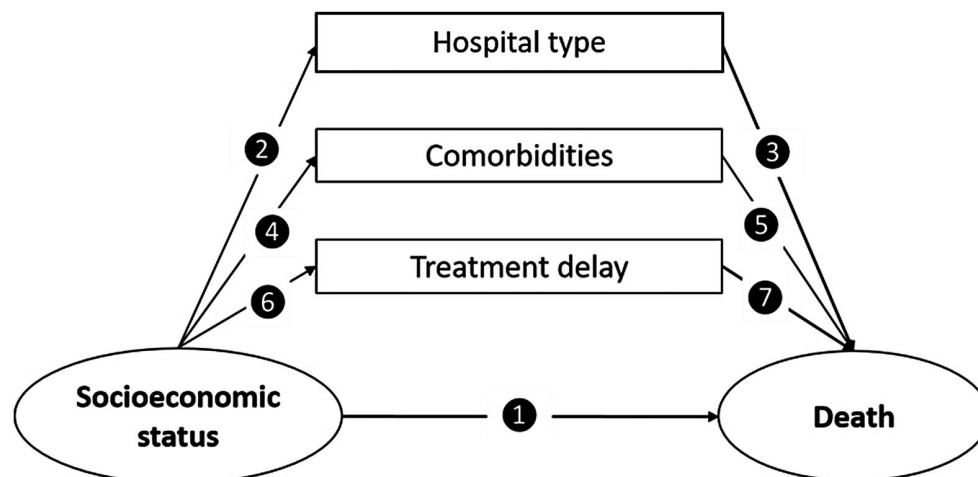 Hospital type
2
3
Comorbidities
4
5
Treatment delay
6
7
Socioeconomic
status
1
Death